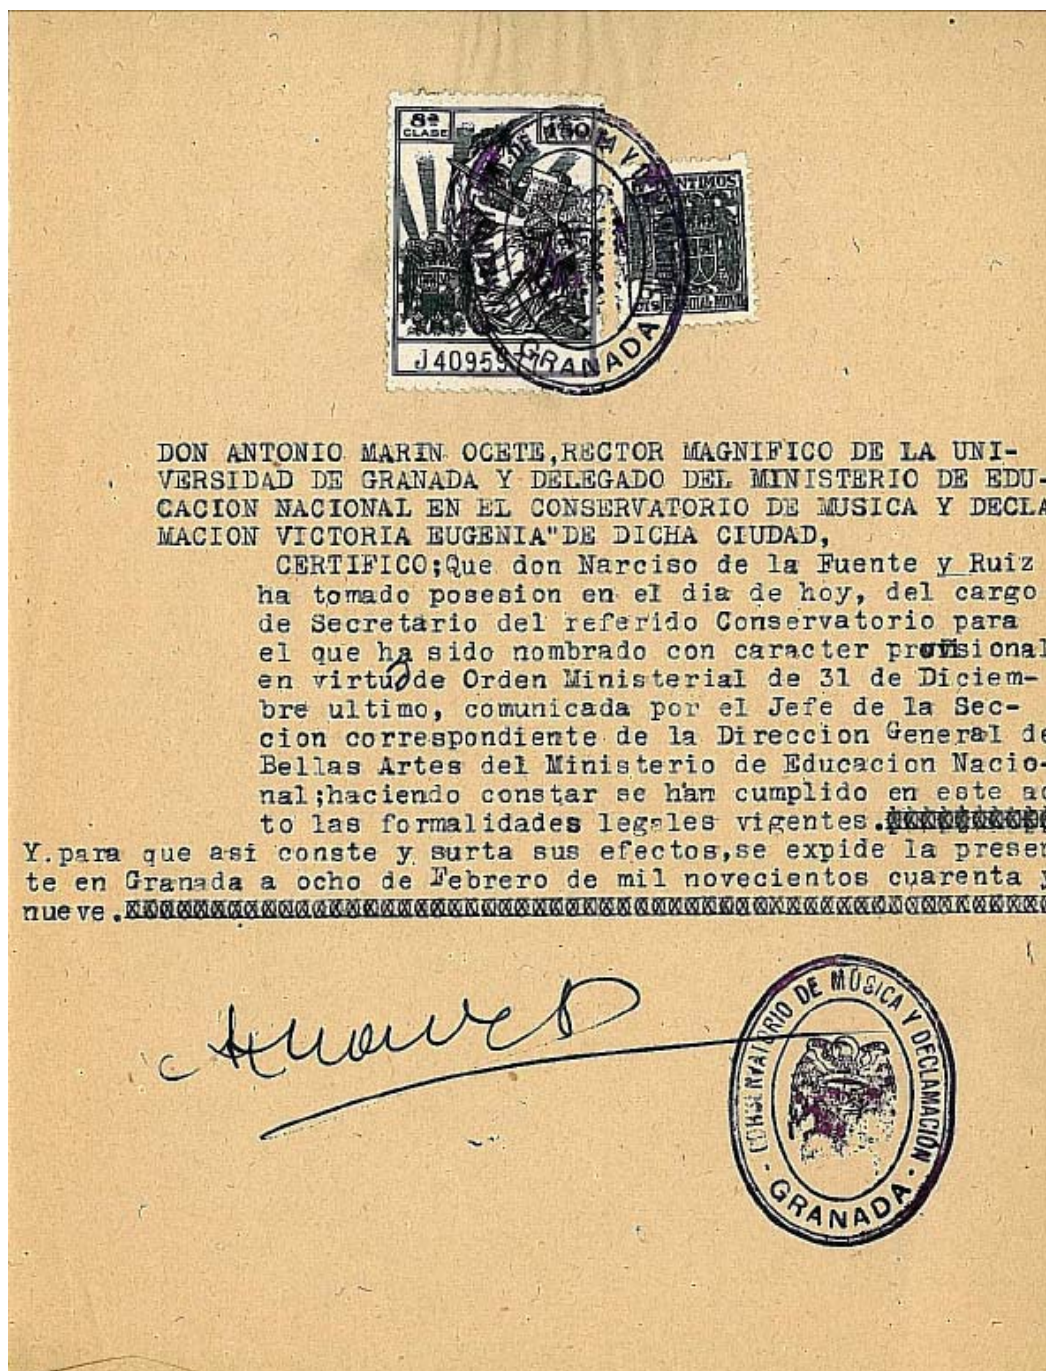 8ª
CLASE
1'50
J40959
CENTIMOS
ESPECIAL MOVIL
GRANADA
DON ANTONIO MARIN OCETE,RECTOR MAGNIFICO DE LA UNI-
VERSIDAD DE GRANADA Y DELEGADO DEL MINISTERIO DE EDU-
CACION NACIONAL EN EL CONSERVATORIO DE MUSICA Y DECLA
MACION VICTORIA EUGENIA"DE DICHA CIUDAD,
CERTIFICO;Que don Narciso de la Fuente y Ruiz
ha tomado posesion en el dia de hoy, del cargo
de Secretario del referido Conservatorio para
el que ha sido nombrado con caracter provisional
en virtud de Orden Ministerial de 31 de Diciem-
bre ultimo, comunicada por el Jefe de la Sec-
cion correspondiente de la Direccion General de
Bellas Artes del Ministerio de Educacion Nacio-
nal;haciendo constar se han cumplido en este ac
to las formalidades legales vigentes.
Y.para que asi conste y surta sus efectos,se expide la presen
te en Granada a ocho de Febrero de mil novecientos cuarenta y
nueve.
CONSERVATORIO DE MÚSICA Y DECLAMACIÓN
· GRANADA ·